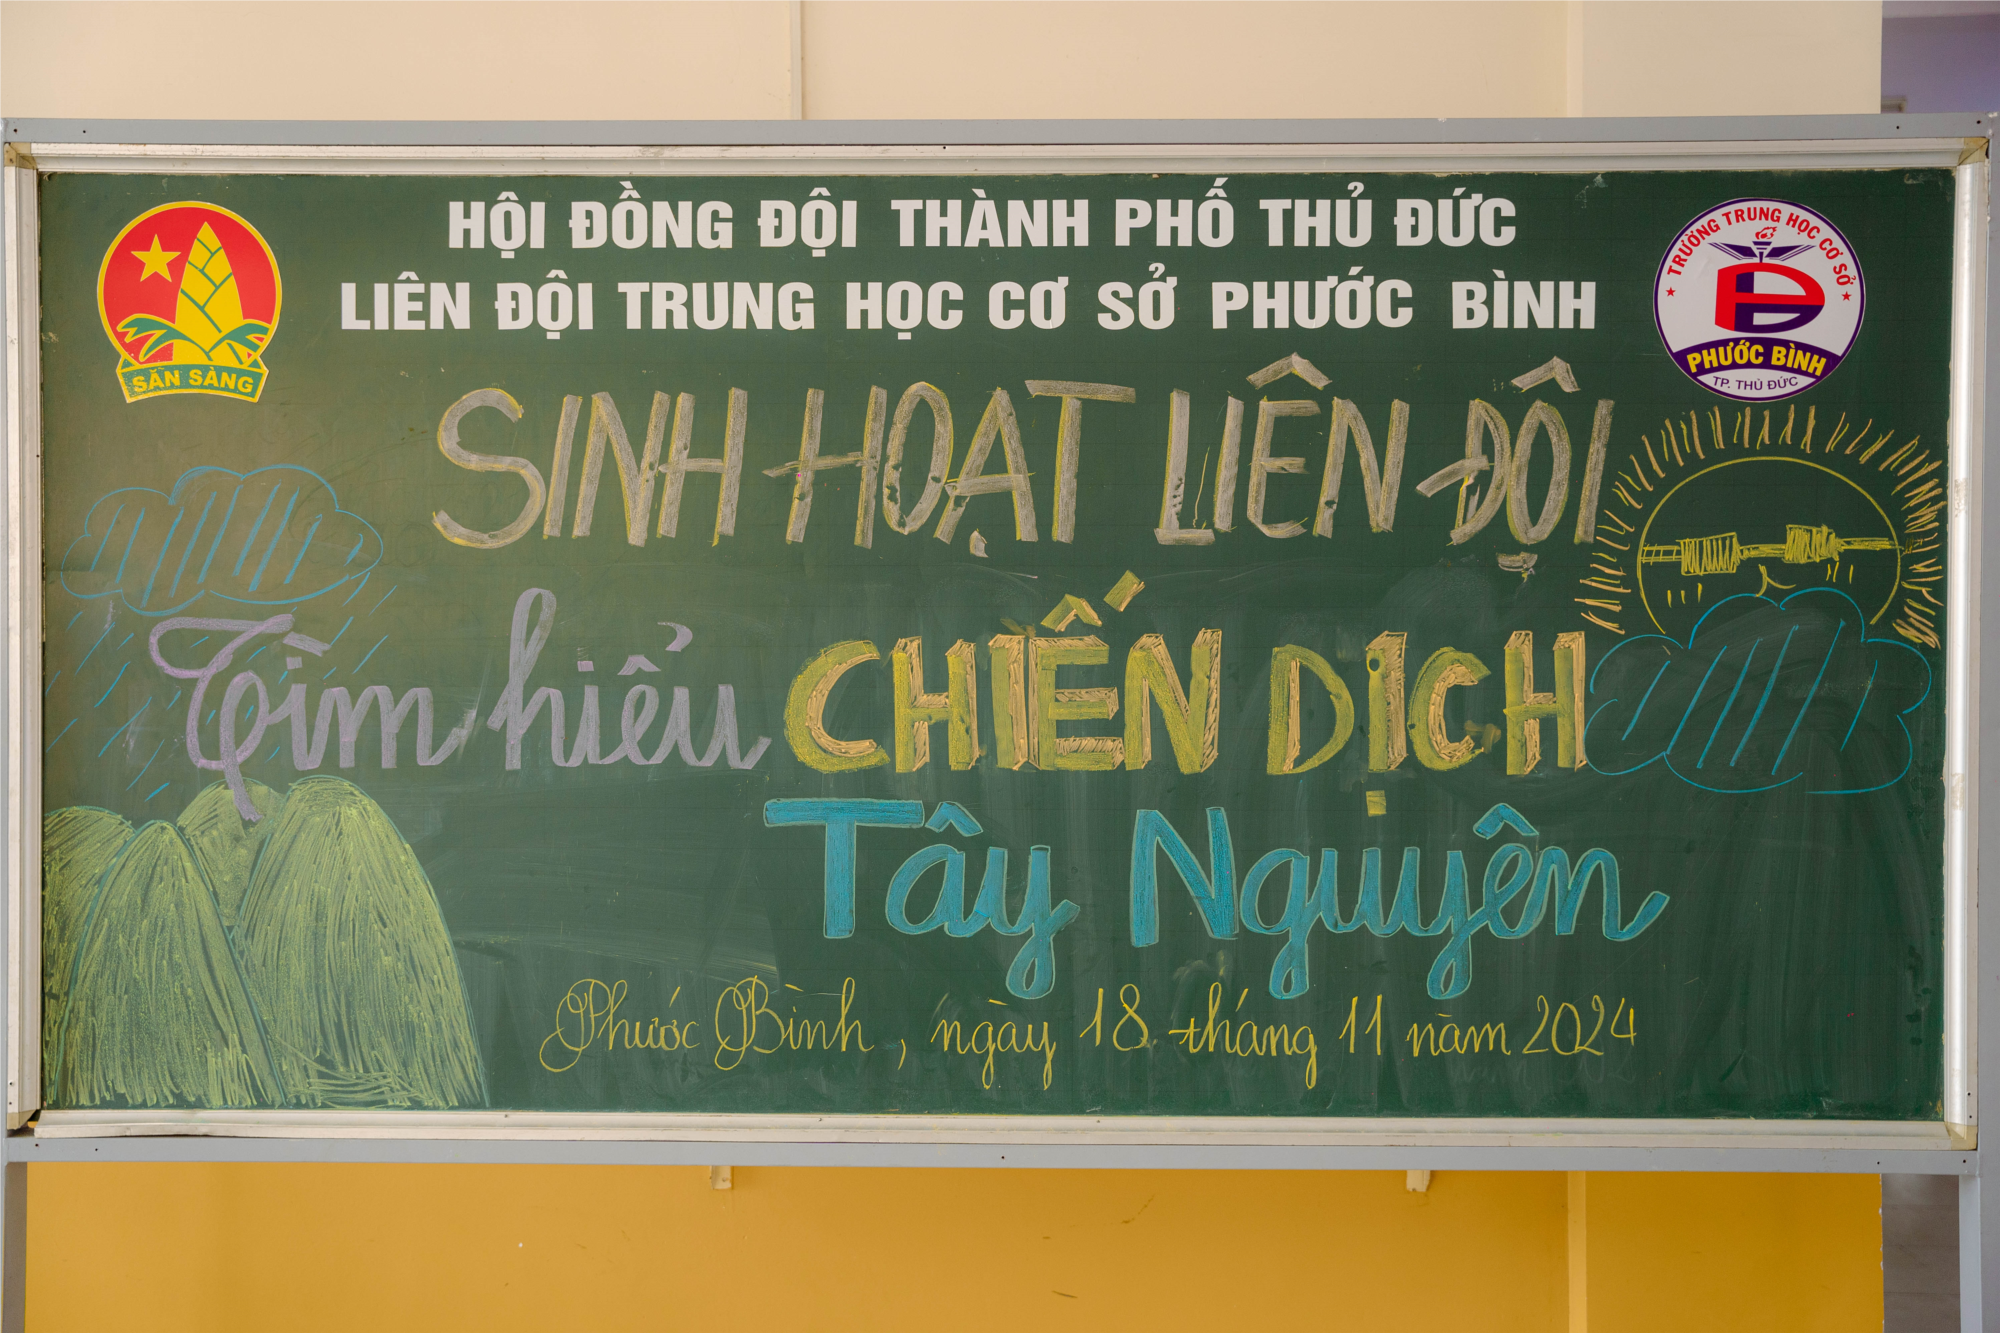 HỘI ĐỒNG ĐỘI THÀNH PHỐ THỦ ĐỨC
LIÊN ĐỘI TRUNG HỌC CƠ SỞ PHƯỚC BÌNH
SẴN SÀNG
TRƯỜNG TRUNG HỌC CƠ SỞ
PHƯỚC BÌNH
TP. THỦ ĐỨC
SINH HOẠT LIÊN ĐỘI
Tìm hiểu CHIẾN DỊCH
Tây Nguyên
Phước Bình, ngày 18 tháng 11 năm 2024